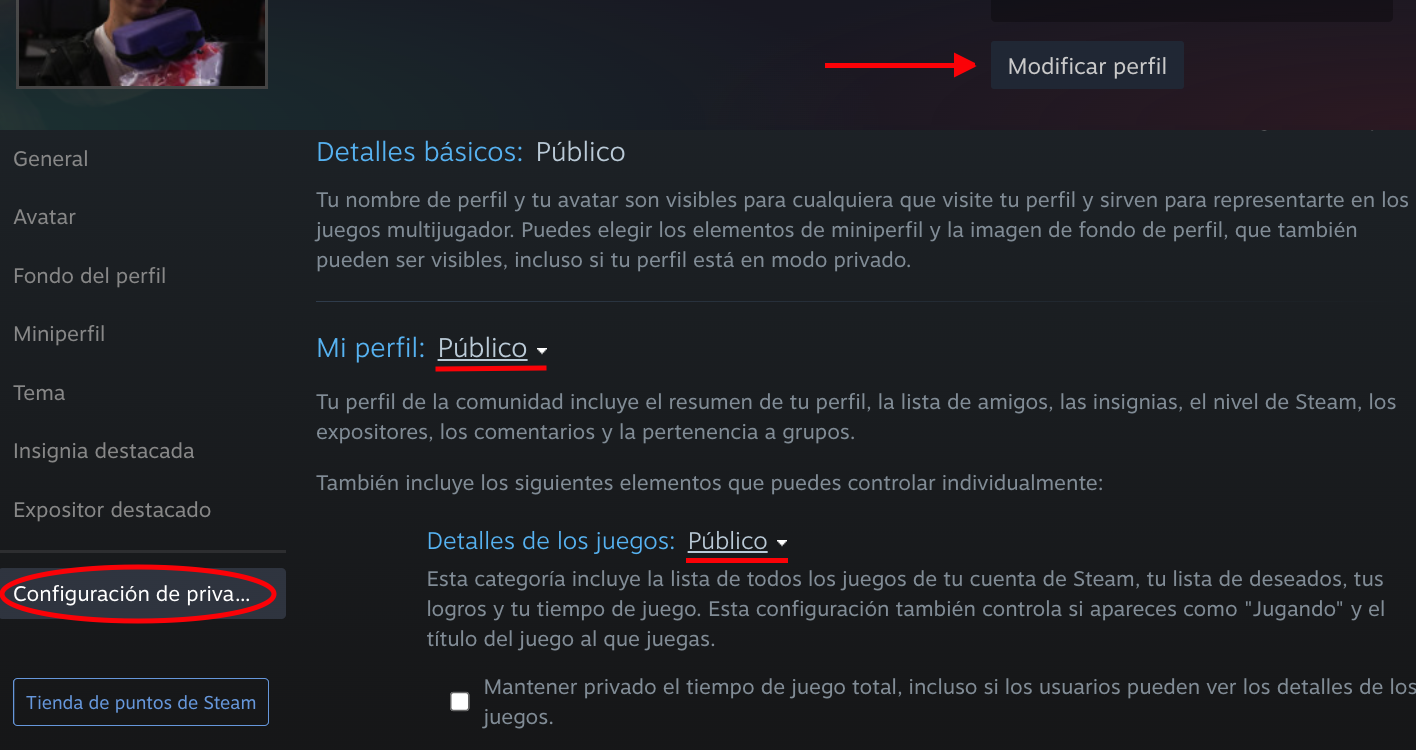 Modificar perfil
General
Avatar
Fondo del perfil
Miniperfil
Tema
Insignia destacada
Expositor destacado
Configuración de priva...
Tienda de puntos de Steam
Detalles básicos: Público
Tu nombre de perfil y tu avatar son visibles para cualquiera que visite tu perfil y sirven para representarte en los
juegos multijugador. Puedes elegir los elementos de miniperfil y la imagen de fondo de perfil, que también
pueden ser visibles, incluso si tu perfil está en modo privado.
Mi perfil: Público
Tu perfil de la comunidad incluye el resumen de tu perfil, la lista de amigos, las insignias, el nivel de Steam, los
expositores, los comentarios y la pertenencia a grupos.
También incluye los siguientes elementos que puedes controlar individualmente:
Detalles de los juegos: Público
Esta categoría incluye la lista de todos los juegos de tu cuenta de Steam, tu lista de deseados, tus
logros y tu tiempo de juego. Esta configuración también controla si apareces como "Jugando" y el
título del juego al que juegas.
Mantener privado el tiempo de juego total, incluso si los usuarios pueden ver los detalles de los
juegos.